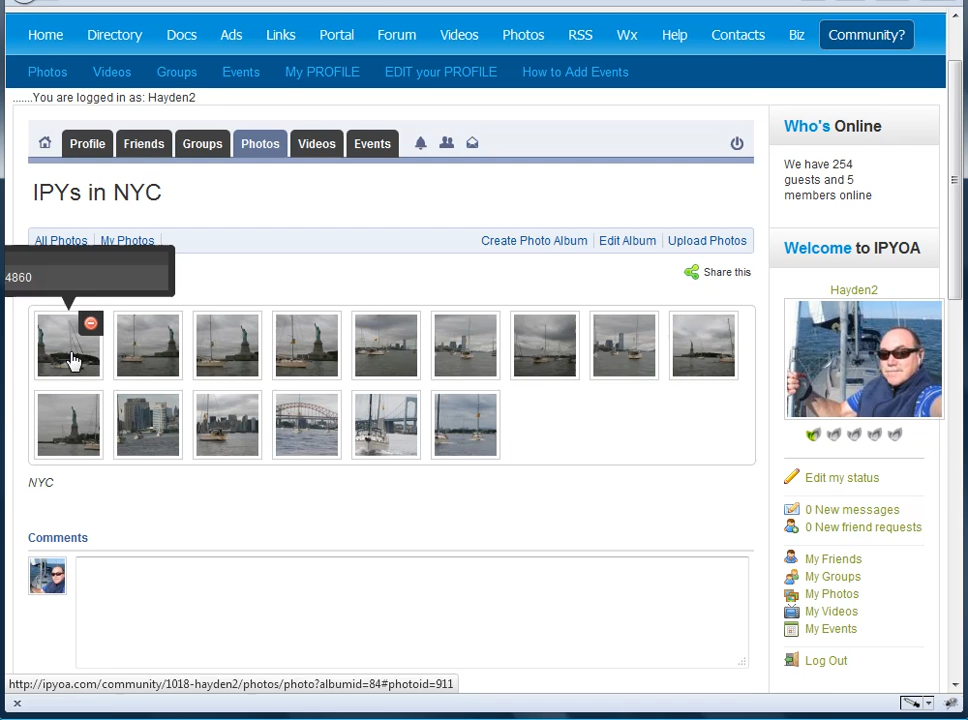 Home Directory Docs Ads Links Portal Forum Videos Photos RSS Wx Help Contacts Biz Community?
Photos Videos Groups Events My PROFILE EDIT your PROFILE How to Add Events
.......You are logged in as: Hayden2
Profile Friends Groups Photos Videos Events
IPYs in NYC
All Photos My Photos Create Photo Album Edit Album Upload Photos
4860
Share this
NYC
Comments
http://ipyoa.com/community/1018-hayden2/photos/photo?albumid=84#photoid=911
Who's Online
We have 254
guests and 5
members online
Welcome to IPYOA
Hayden2
Edit my status
0 New messages
0 New friend requests
My Friends
My Groups
My Photos
My Videos
My Events
Log Out